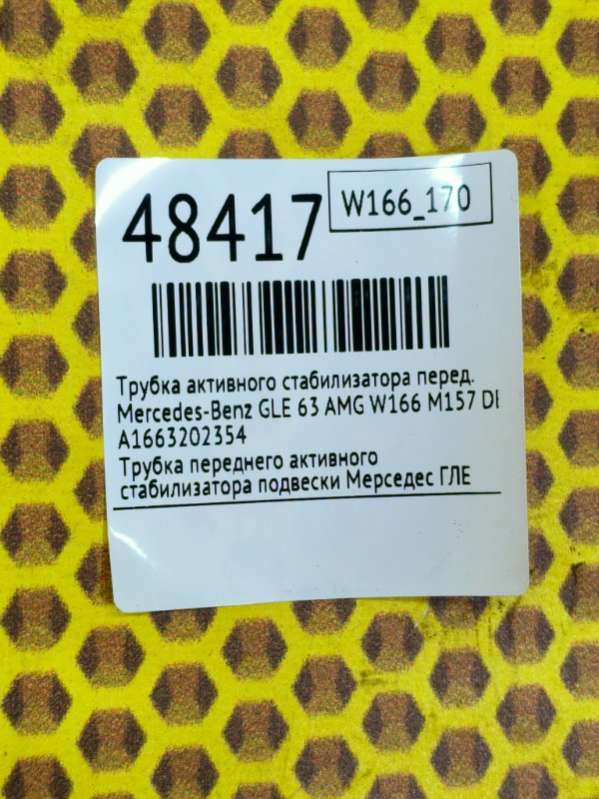 48417
W166_170
Трубка активного стабилизатора перед.
Mercedes-Benz GLE 63 AMG W166 M157 DE
A1663202354
Трубка переднего активного
стабилизатора подвески Мерседес ГЛЕ